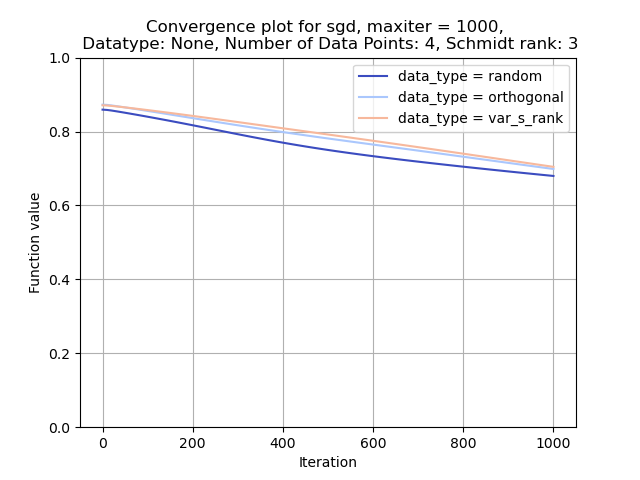 Convergence plot for sgd, maxiter = 1000,
Datatype: None, Number of Data Points: 4, Schmidt rank: 3
1.0
0.8
0.6
0.4
0.2
0.0
Function value
data_type = random
data_type = orthogonal
data_type = var_s_rank
0 200 400 600 800 1000
Iteration